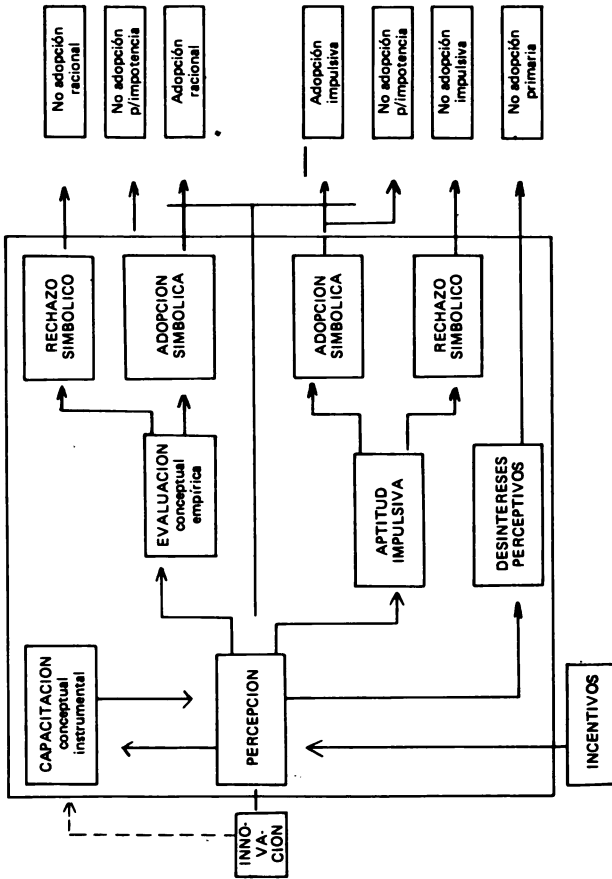 No adopción
racional
No adopción
p/impotencia
Adopción
racional
Adopción
impulsiva
No adopción
p/impotencia
No adopción
impulsiva
No adopción
primaria
RECHAZO
SIMBOLICO
ADOPCION
SIMBOLICA
ADOPCION
SIMBOLICA
RECHAZO
SIMBOLICO
EVALUACION
conceptual
empírica
APTITUD
IMPULSIVA
DESINTERESES
PERCEPTIVOS
CAPACITACION
conceptual
instrumental
PERCEPCION
INNO-
VA-
CION
INCENTIVOS